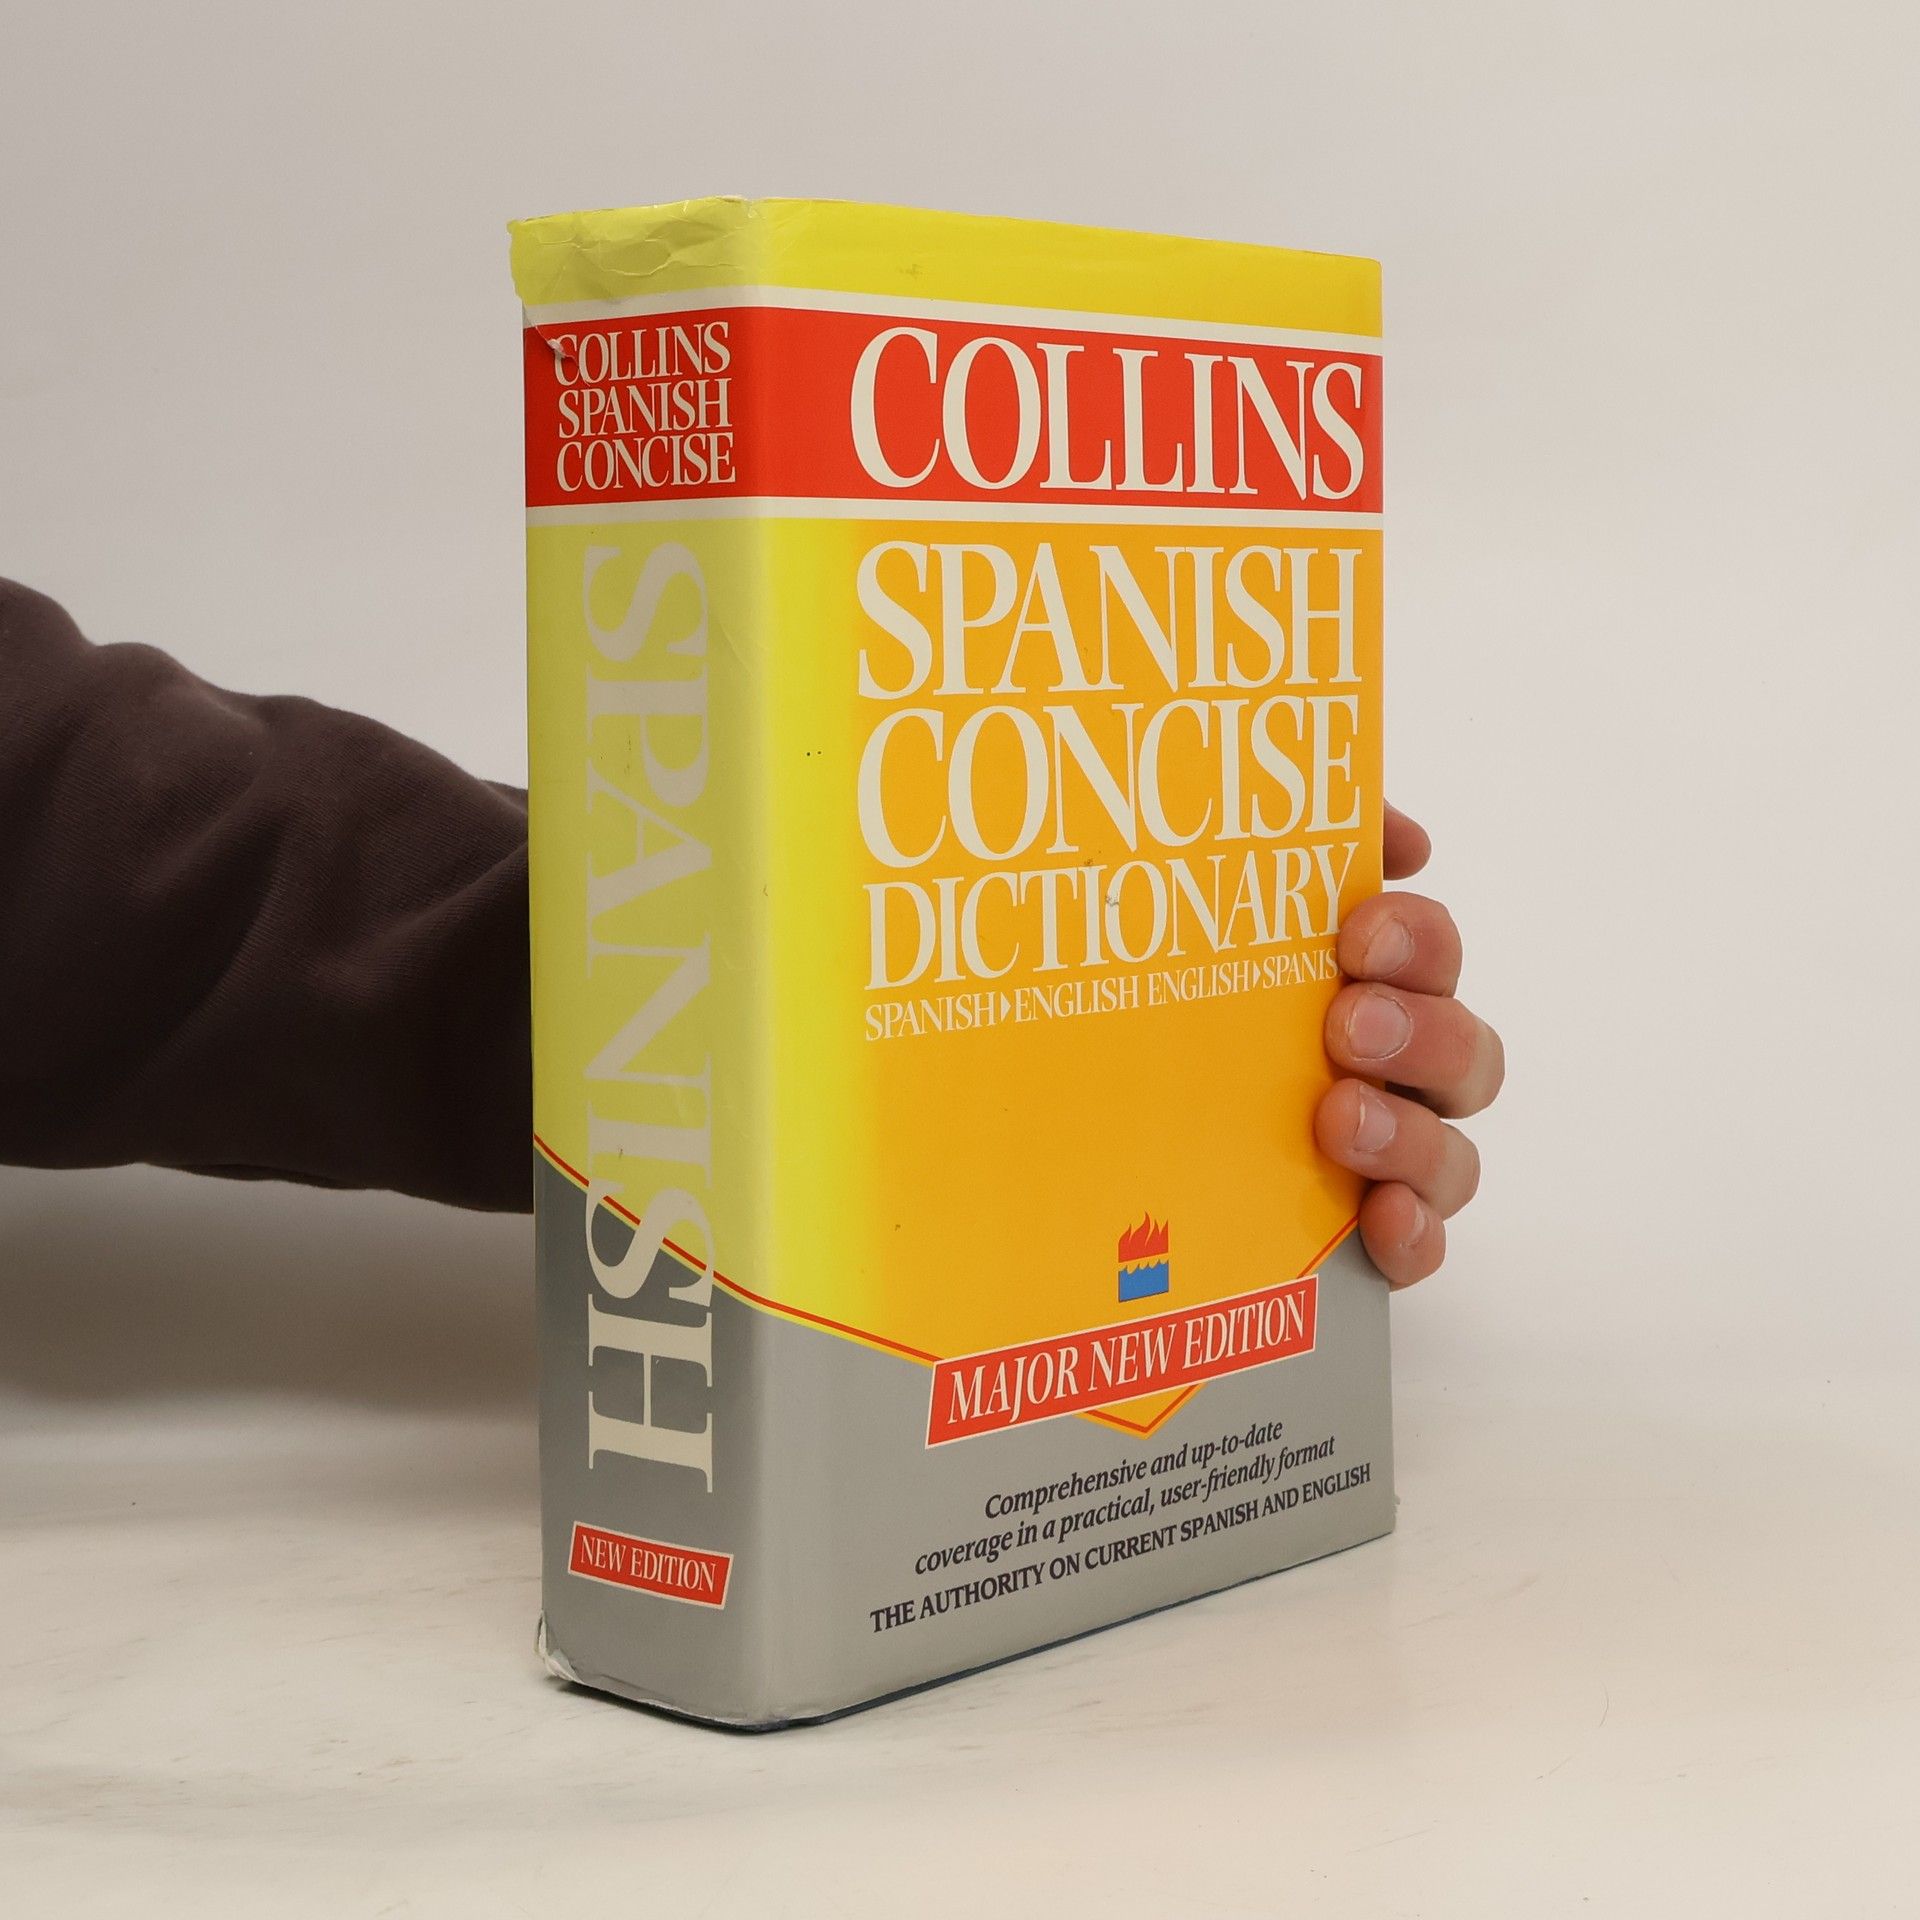 COLLINS
SPANISH
CONCISE
SPANISH
NEW EDITION
COLLINS
SPANISH
CONCISE
DICTIONARY
SPANISH ENGLISH ENGLISH SPANIS
MAJOR NEW EDITION
Comprehensive and up-to-date
coverage in a practical, user-friendly format
THE AUTHORITY ON CURRENT SPANISH AND ENGLISH